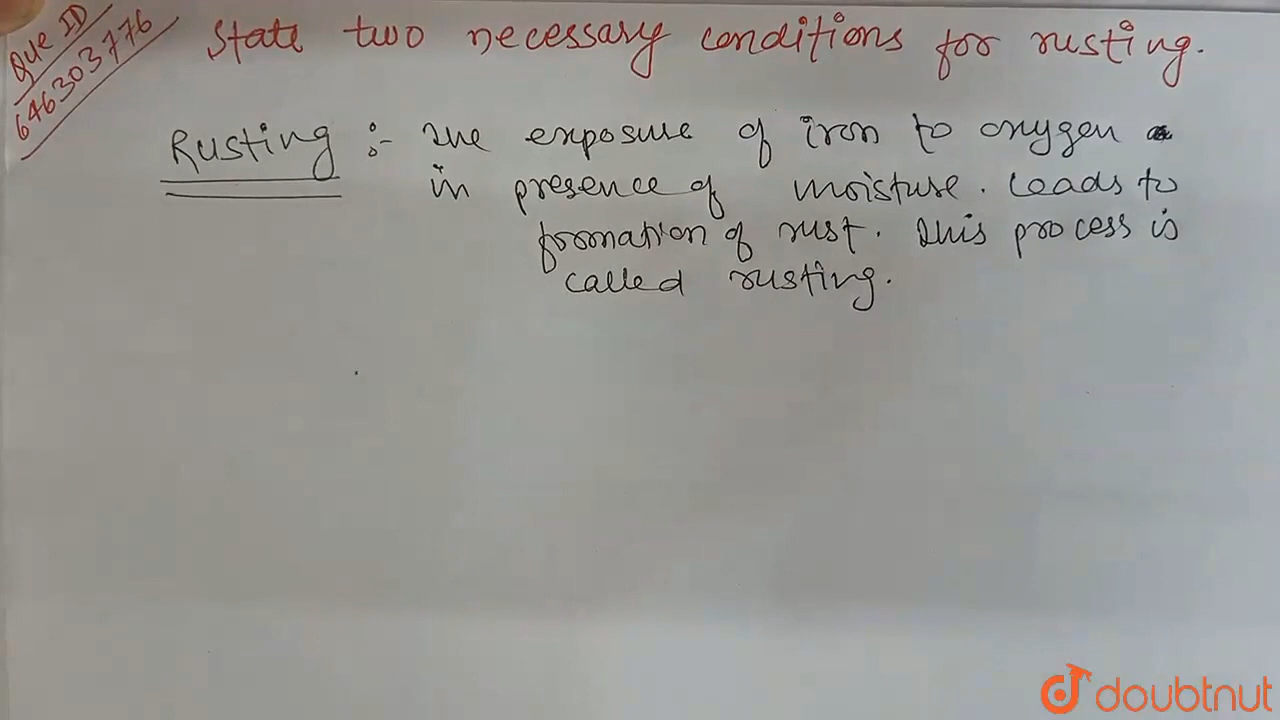 Que ID
646303776
State two necessary conditions for rusting.
Rusting :- The exposure of iron to oxygen
in presence of moisture. Leads to
formation of rust. This process is
called rusting.
doubtnut